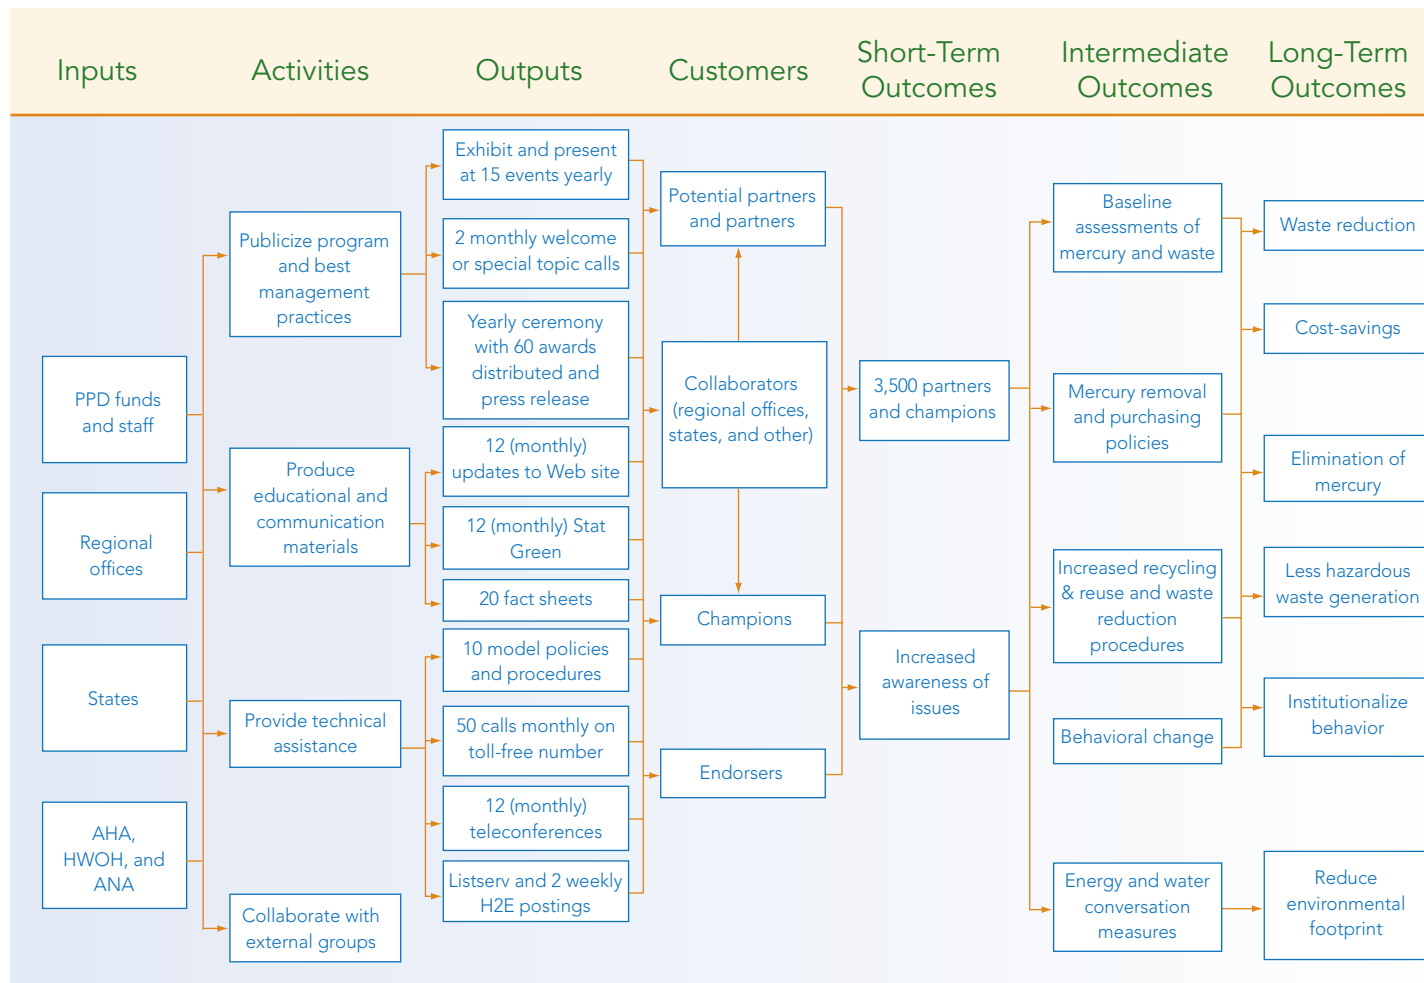 Inputs
Activities
Outputs
Customers
Short-Term
Outcomes
Intermediate
Outcomes
Long-Term
Outcomes
PPD funds
and staff
Regional
offices
States
AHA,
HWOH, and
ANA
Publicize program
and best
management
practices
Produce
educational and
communication
materials
Provide technical
assistance
Collaborate with
external groups
Exhibit and present
at 15 events yearly
2 monthly welcome
or special topic calls
Yearly ceremony
with 60 awards
distributed and
press release
12 (monthly)
updates to Web site
12 (monthly) Stat
Green
20 fact sheets
10 model policies
and procedures
50 calls monthly on
toll-free number
12 (monthly)
teleconferences
Listserv and 2 weekly
H2E postings
Potential partners
and partners
Collaborators
(regional offices,
states, and other)
Champions
Endorsers
3,500 partners
and champions
Increased
awareness of
issues
Baseline
assessments of
mercury and waste
Mercury removal
and purchasing
policies
Increased recycling
& reuse and waste
reduction
procedures
Behavioral change
Energy and water
conversation
measures
Waste reduction
Cost-savings
Elimination of
mercury
Less hazardous
waste generation
Institutionalize
behavior
Reduce
environmental
footprint